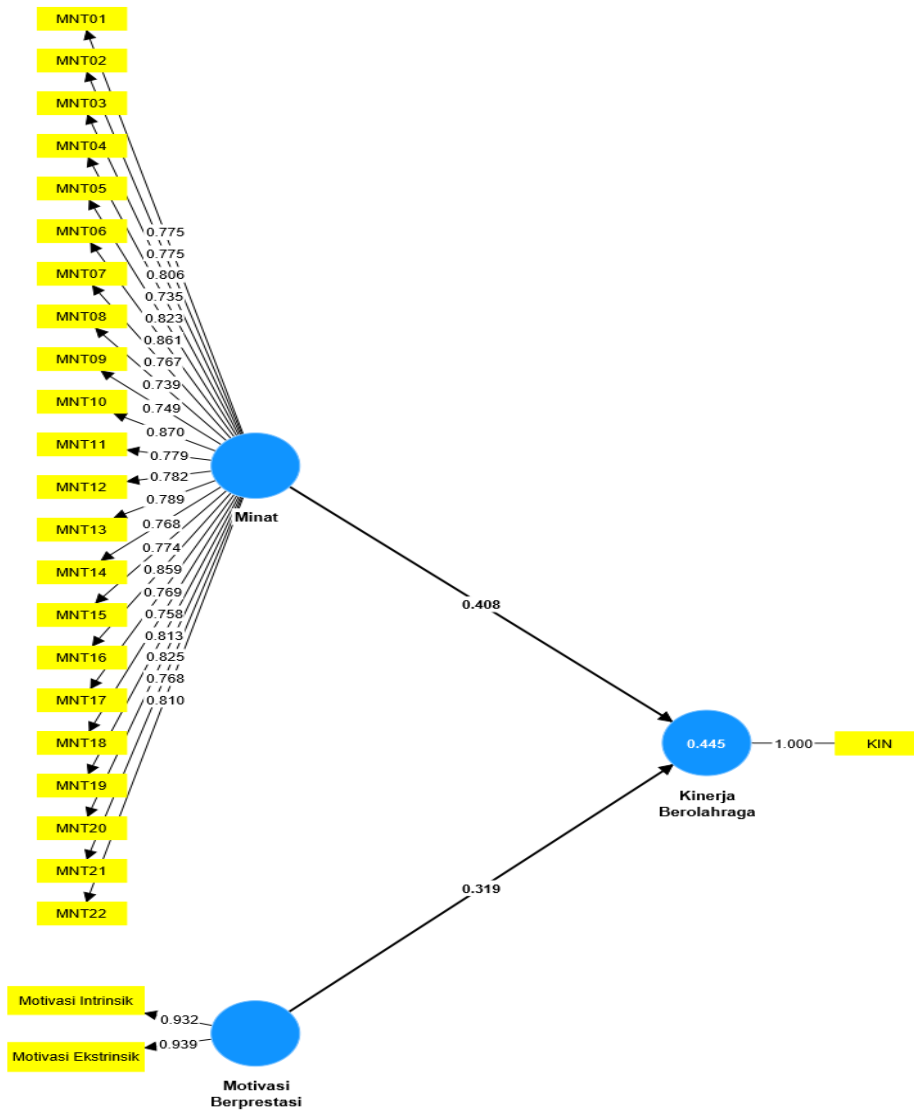 MNT01
MNT02
MNT03
MNT04
MNT05
MNT06
MNT07
MNT08
MNT09
MNT10
MNT11
MNT12
MNT13
MNT14
MNT15
MNT16
MNT17
MNT18
MNT19
MNT20
MNT21
MNT22
0.775
0.775
0.806
0.735
0.823
0.861
0.767
0.739
0.749
0.870
0.779
0.782
0.789
0.768
0.774
0.859
0.769
0.758
0.813
0.825
0.768
0.810
Minat
0.408
0.445
1.000
KIN
Kinerja
Berolahraga
0.319
Motivasi Intrinsik
Motivasi Ekstrinsik
0.932
0.939
Motivasi
Berprestasi